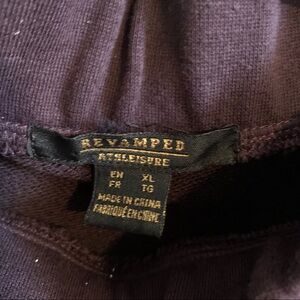 REVAMPED
ATHLEISURE
EN XL
FR TG
MADE IN CHINA
FABRIQUÉ EN CHINE